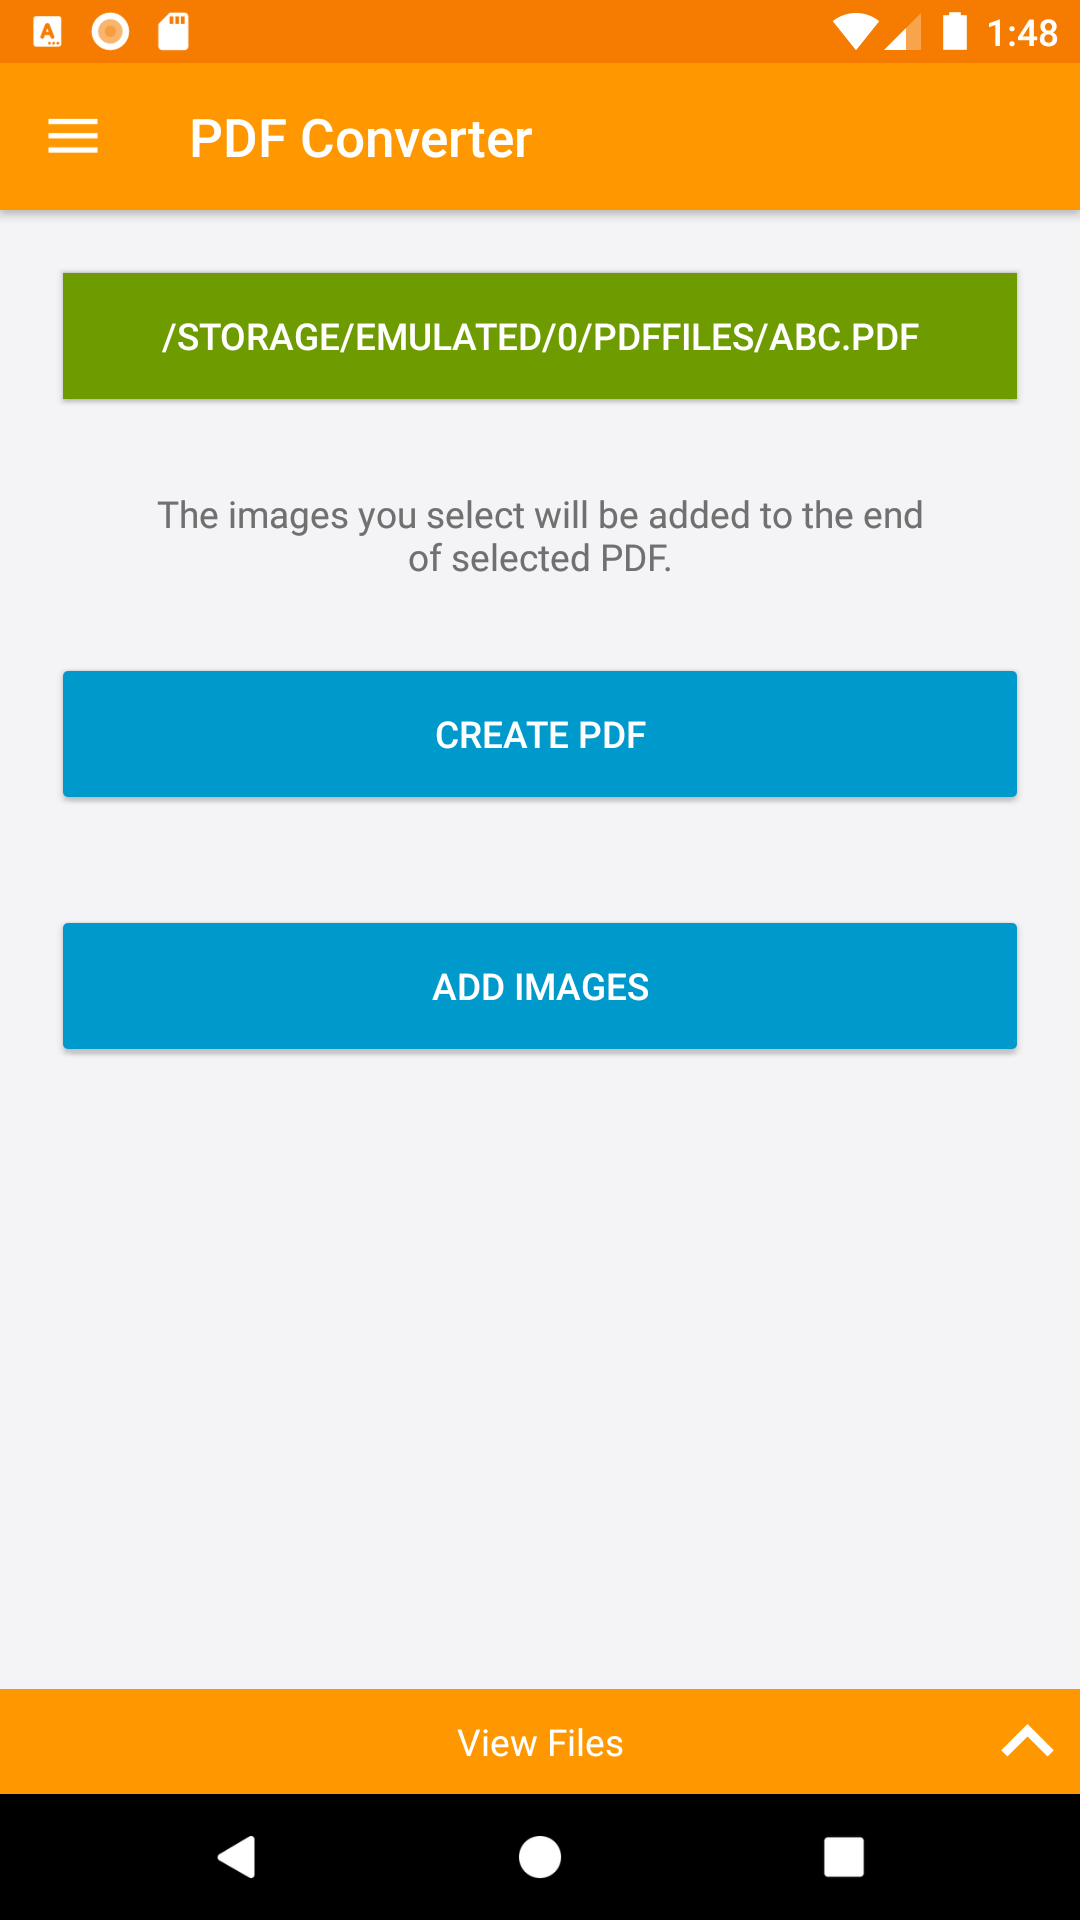 1:48
PDF Converter
/STORAGE/EMULATED/0/PDFFILES/ABC.PDF
The images you select will be added to the end
of selected PDF.
CREATE PDF
ADD IMAGES
View Files